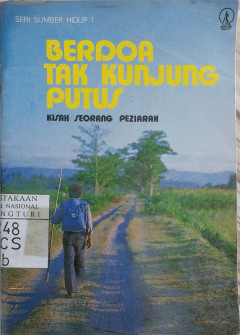 SERI SUMBER HIDUP 1
BERDOA
TAK KUNJUNG
PUTUS
KISAH SEORANG PEZIARAH
STAKAAN
NASIONAL
NGTURI
48
CS
b